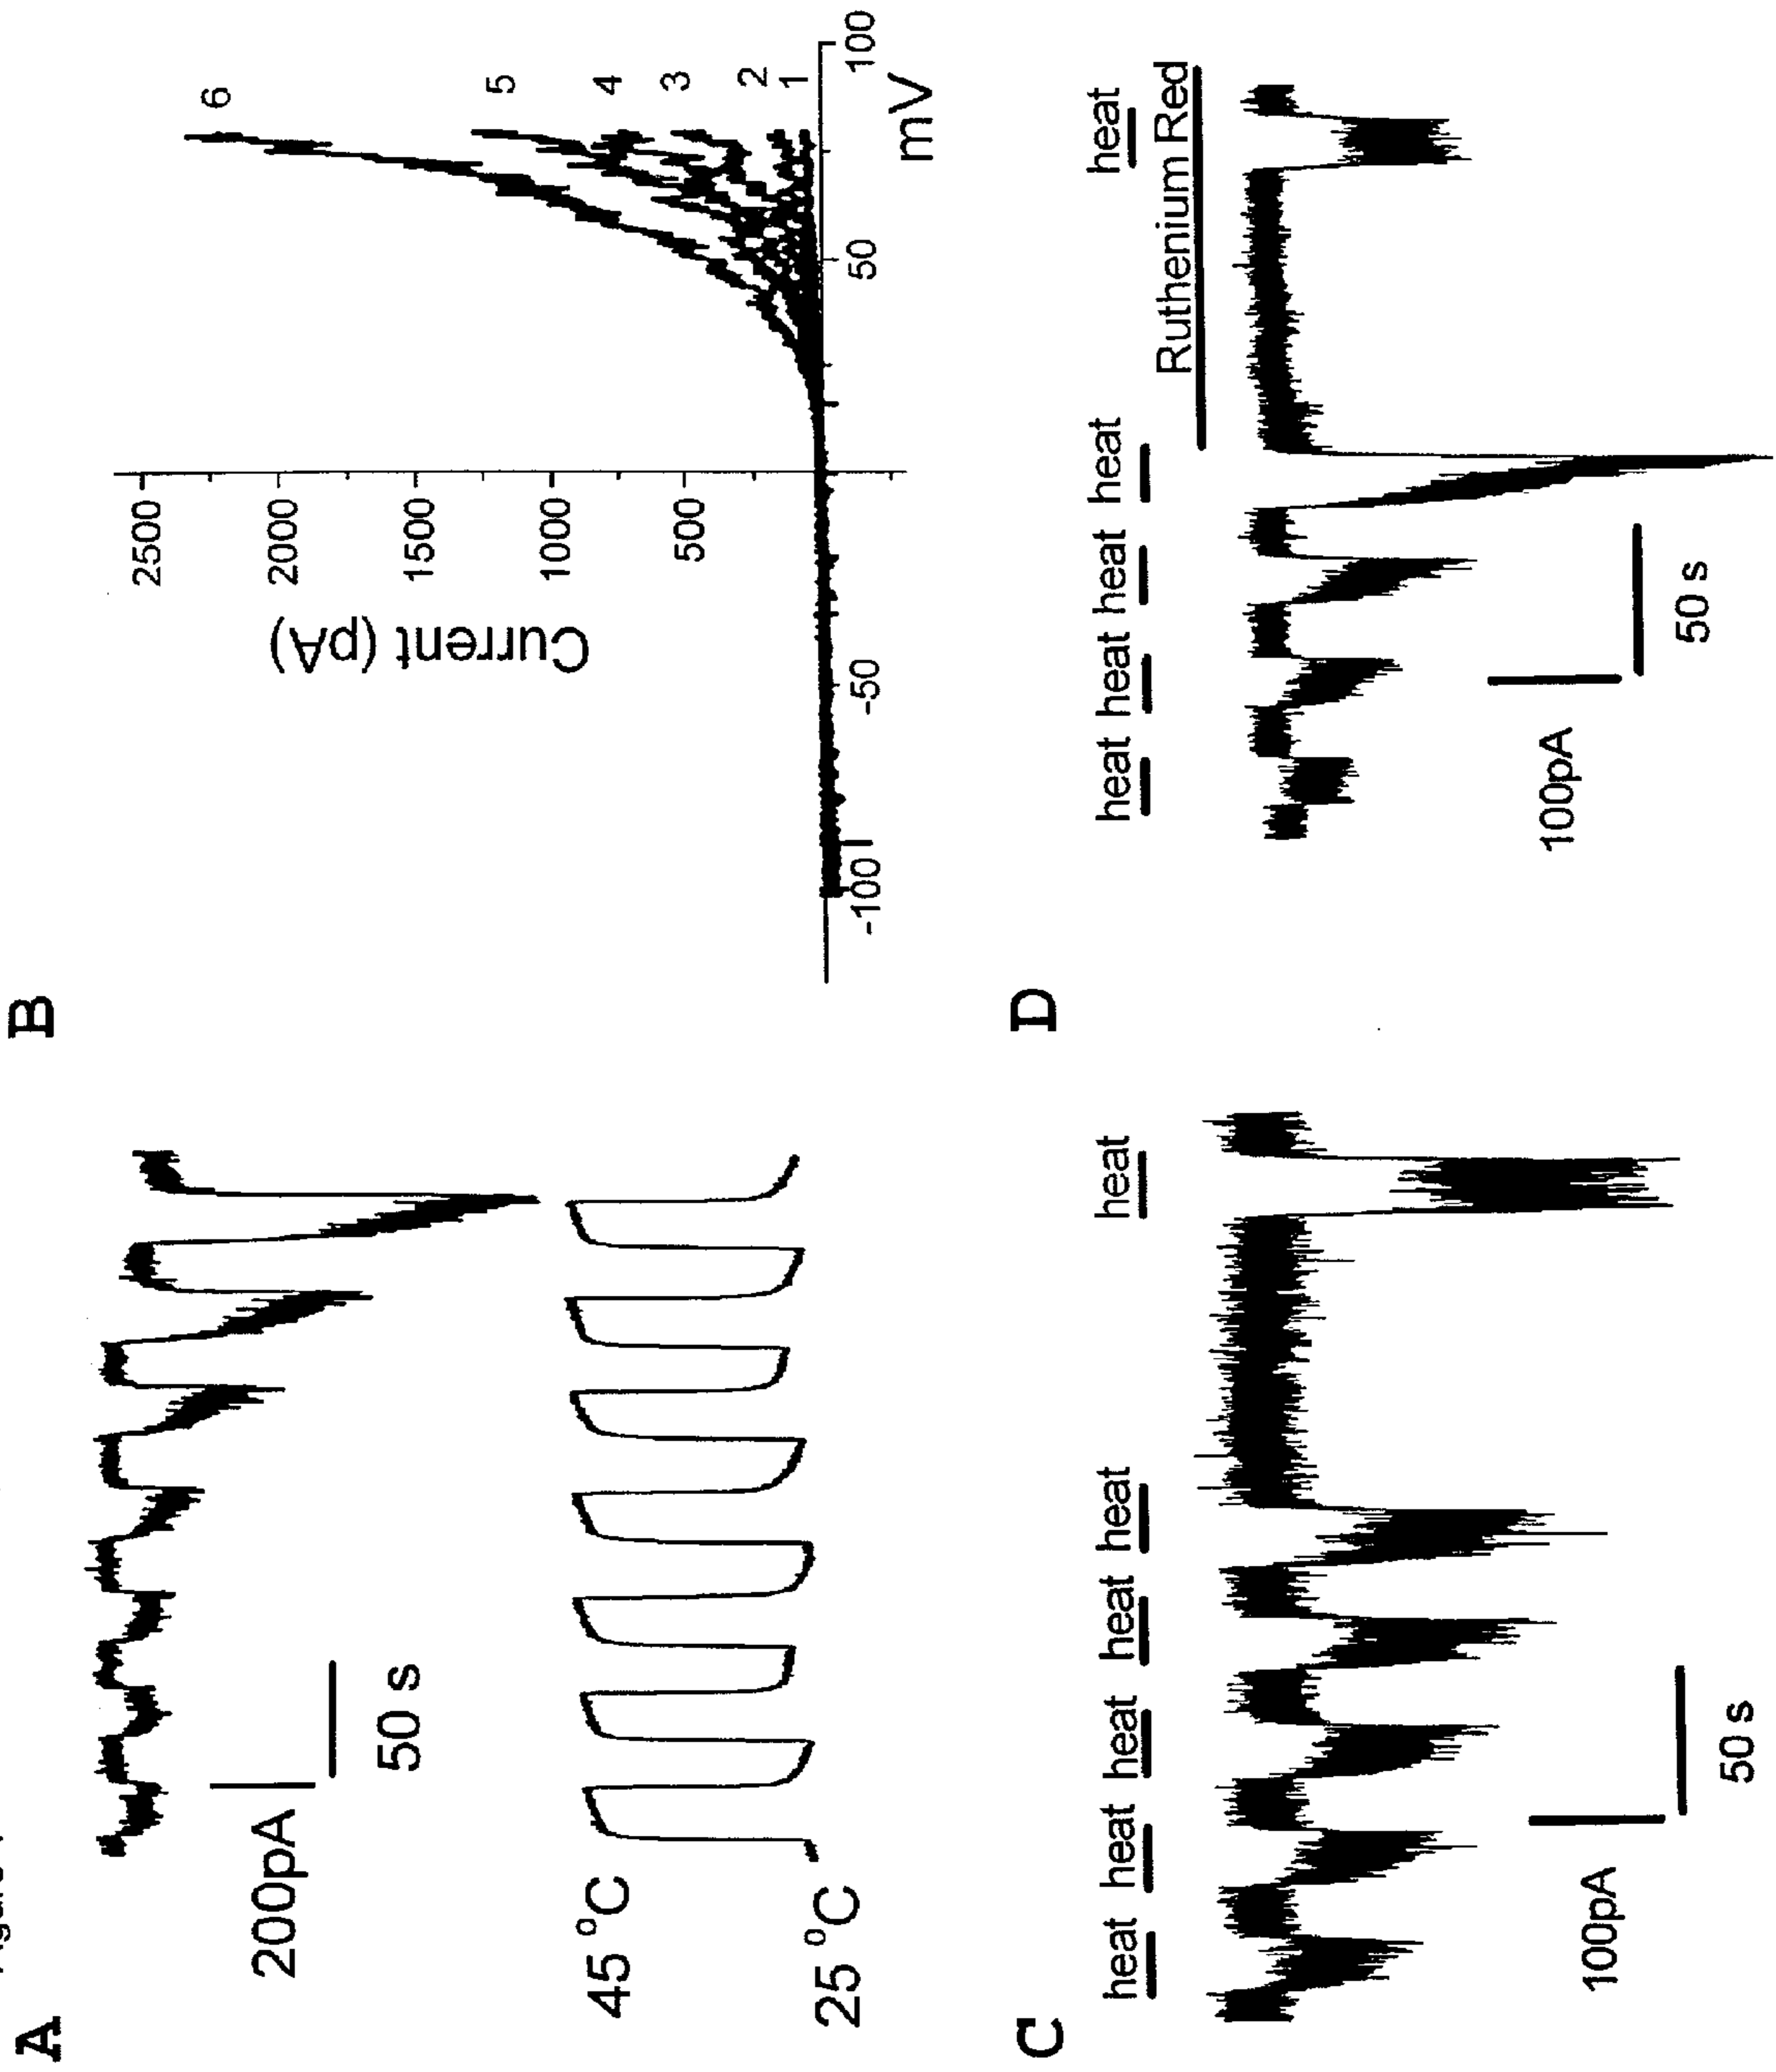 A
200pA
50 s
45 °C
25 °C
B
Current (pA)
2500
2000
1500
1000
500
-100
-50
50
100
mV
6
5
4
3
2
1
C
heat heat heat heat heat heat
100pA
50 s
D
heat heat heat heat heat
Ruthenium Red
100pA
50 s